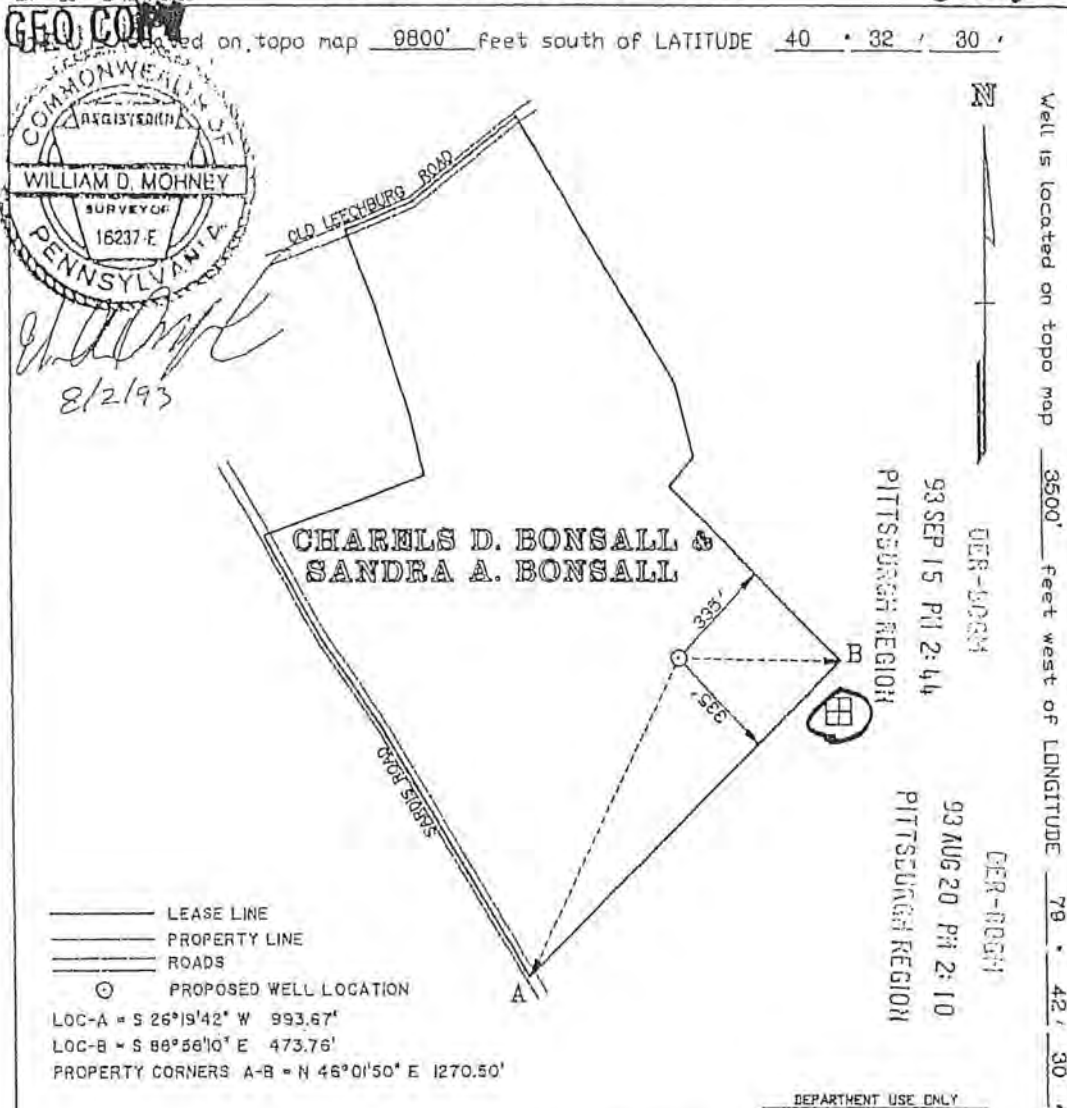 GEO COPY
located on topo map 9800' feet south of LATITUDE 40 ° 32 ' 30 '
COMMONWEALTH OF
REGISTERED
WILLIAM D. MOHNEY
SURVEYOR
16237-E
PENNSYLVANIA
8/2/93
N
OLD LEECHBURG ROAD
Well is located on topo map 3500' feet west of LONGITUDE 79 ° 42 ' 30 '
CHARELS D. BONSALL &
SANDRA A. BONSALL
DER-BOGM
93 SEP 15 PM 2:44
PITTSBURGH REGION
335'
B
335'
SARDIS ROAD
DER-BOGM
93 AUG 20 PM 2:10
PITTSBURGH REGION
A
LEASE LINE
PROPERTY LINE
ROADS
PROPOSED WELL LOCATION
LOC-A = S 26°19'42" W 993.67'
LOC-B = S 88°56'10" E 473.76'
PROPERTY CORNERS A-B = N 46°01'50" E 1270.50'
DEPARTMENT USE ONLY